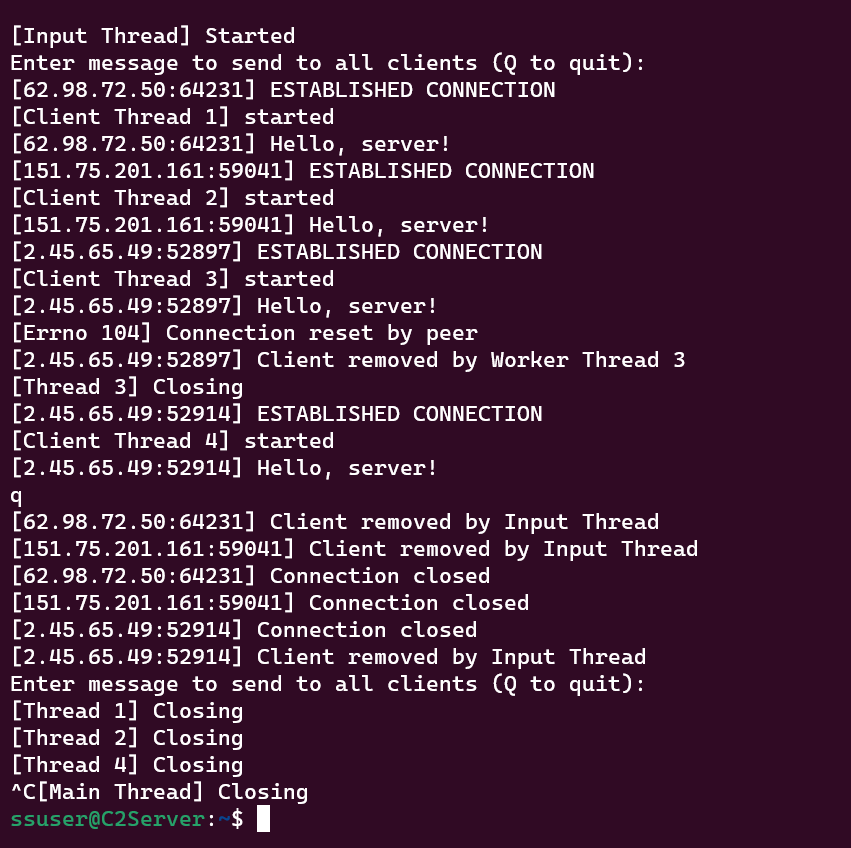 [Input Thread] Started
Enter message to send to all clients (Q to quit):
[62.98.72.50:64231] ESTABLISHED CONNECTION
[Client Thread 1] started
[62.98.72.50:64231] Hello, server!
[151.75.201.161:59041] ESTABLISHED CONNECTION
[Client Thread 2] started
[151.75.201.161:59041] Hello, server!
[2.45.65.49:52897] ESTABLISHED CONNECTION
[Client Thread 3] started
[2.45.65.49:52897] Hello, server!
[Errno 104] Connection reset by peer
[2.45.65.49:52897] Client removed by Worker Thread 3
[Thread 3] Closing
[2.45.65.49:52914] ESTABLISHED CONNECTION
[Client Thread 4] started
[2.45.65.49:52914] Hello, server!
q
[62.98.72.50:64231] Client removed by Input Thread
[151.75.201.161:59041] Client removed by Input Thread
[62.98.72.50:64231] Connection closed
[151.75.201.161:59041] Connection closed
[2.45.65.49:52914] Connection closed
[2.45.65.49:52914] Client removed by Input Thread
Enter message to send to all clients (Q to quit):
[Thread 1] Closing
[Thread 2] Closing
[Thread 4] Closing
^C[Main Thread] Closing
ssuser@C2Server:~$